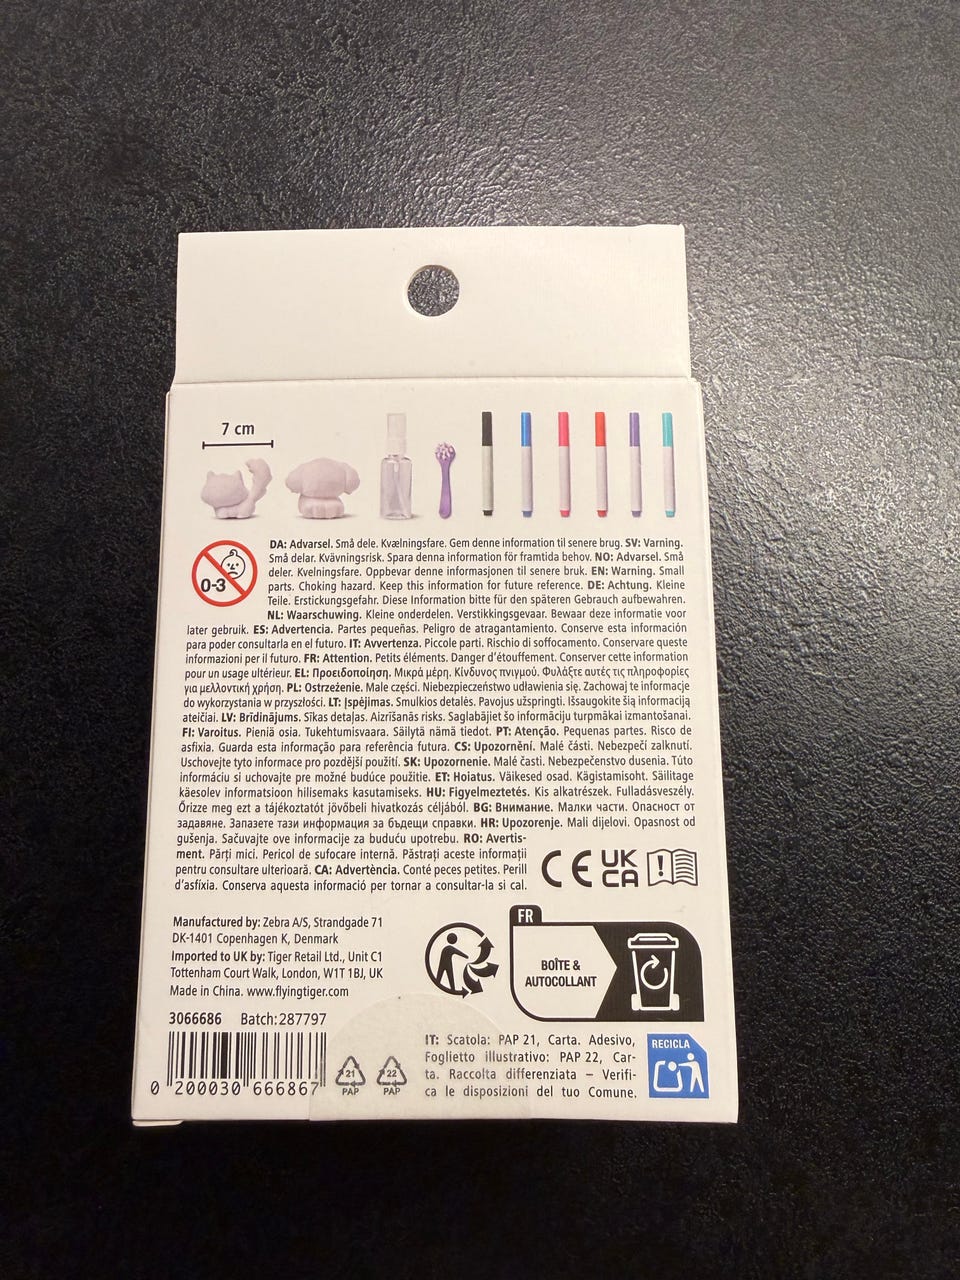 7 cm
0-3
DA: Advarsel. Små dele. Kvælningsfare. Gem denne information til senere brug. SV: Varning.
Små delar. Kvävningsrisk. Spara denna information för framtida behov. NO: Advarsel. Små
deler. Kvelningsfare. Oppbevar denne informasjonen til senere bruk. EN: Warning. Small
parts. Choking hazard. Keep this information for future reference. DE: Achtung. Kleine
Teile. Erstickungsgefahr. Diese Information bitte für den späteren Gebrauch aufbewahren.
NL: Waarschuwing. Kleine onderdelen. Verstikkingsgevaar. Bewaar deze informatie voor
later gebruik. ES: Advertencia. Partes pequeñas. Peligro de atragantamiento. Conserve esta información
para poder consultarla en el futuro. IT: Avvertenza. Piccole parti. Rischio di soffocamento. Conservare queste
informazioni per il futuro. FR: Attention. Petits éléments. Danger d'étouffement. Conserver cette information
pour un usage ultérieur. EL: Προειδοποίηση. Μικρά μέρη. Κίνδυνος πνιγμού. Φυλάξτε αυτές τις πληροφορίες
για μελλοντική χρήση. PL: Ostrzeżenie. Małe części. Niebezpieczeństwo udławienia się. Zachowaj te informacje
do wykorzystania w przyszłości. LT: Įspėjimas. Smulkios detalės. Pavojus užspringti. Išsaugokite šią informaciją
ateičiai. LV: Brīdinājums. Sīkas detaļas. Aizrīšanās risks. Saglabājiet šo informāciju turpmākai izmantošanai.
FI: Varoitus. Pieniä osia. Tukehtumisvaara. Säilytä nämä tiedot. PT: Atenção. Pequenas partes. Risco de
asfixia. Guarda esta informação para referência futura. CS: Upozornění. Malé části. Nebezpečí zalknutí.
Uschovejte tyto informace pro pozdější použití. SK: Upozornenie. Malé časti. Nebezpečenstvo dusenia. Túto
informáciu si uchovajte pre možné budúce použitie. ET: Hoiatus. Väikesed osad. Kägistamisoht. Säilitage
käesolev informatsioon hilisemaks kasutamiseks. HU: Figyelmeztetés. Kis alkatrészek. Fulladásveszély.
Őrizze meg ezt a tájékoztatót jövőbeli hivatkozás céljából. BG: Внимание. Малки части. Опасност от
задавяне. Запазете тази информация за бъдещи справки. HR: Upozorenje. Mali dijelovi. Opasnost od
gušenja. Sačuvajte ove informacije za buduću upotrebu. RO: Avertis-
ment. Părți mici. Pericol de sufocare internă. Păstrați aceste informații
pentru consultare ulterioară. CA: Advertència. Conté peces petites. Perill
d'asfíxia. Conserva aquesta informació per tornar a consultar-la si cal.
CE UK
CA
!
Manufactured by: Zebra A/S, Strandgade 71
DK-1401 Copenhagen K, Denmark
Imported to UK by: Tiger Retail Ltd., Unit C1
Tottenham Court Walk, London, W1T 1BJ, UK
Made in China. www.flyingtiger.com
FR
BOÎTE &
AUTOCOLLANT
3066686 Batch:287797
0 200030 666867
21
PAP
22
PAP
IT: Scatola: PAP 21, Carta. Adesivo,
Foglietto illustrativo: PAP 22, Car-
ta. Raccolta differenziata – Verifi-
ca le disposizioni del tuo Comune.
RECICLA